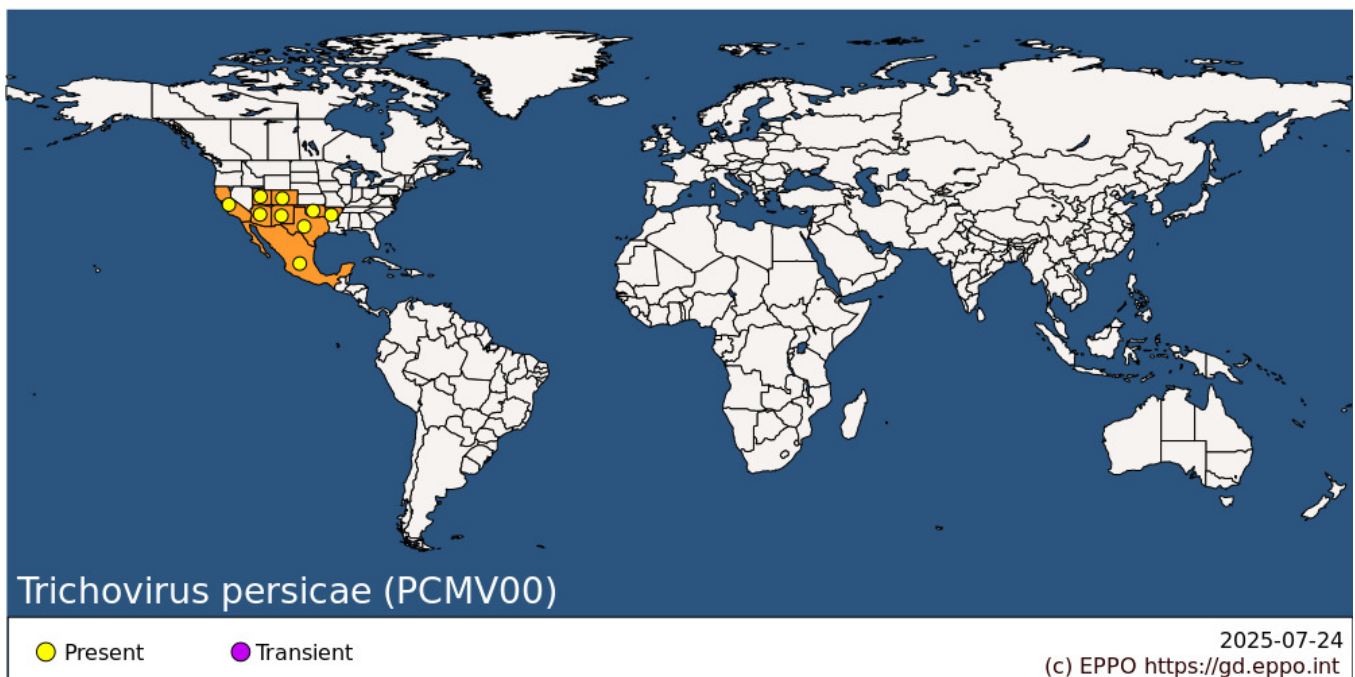 Trichovirus persicae (PCMV00)
Present
Transient
2025-07-24
(c) EPPO https://gd.eppo.int